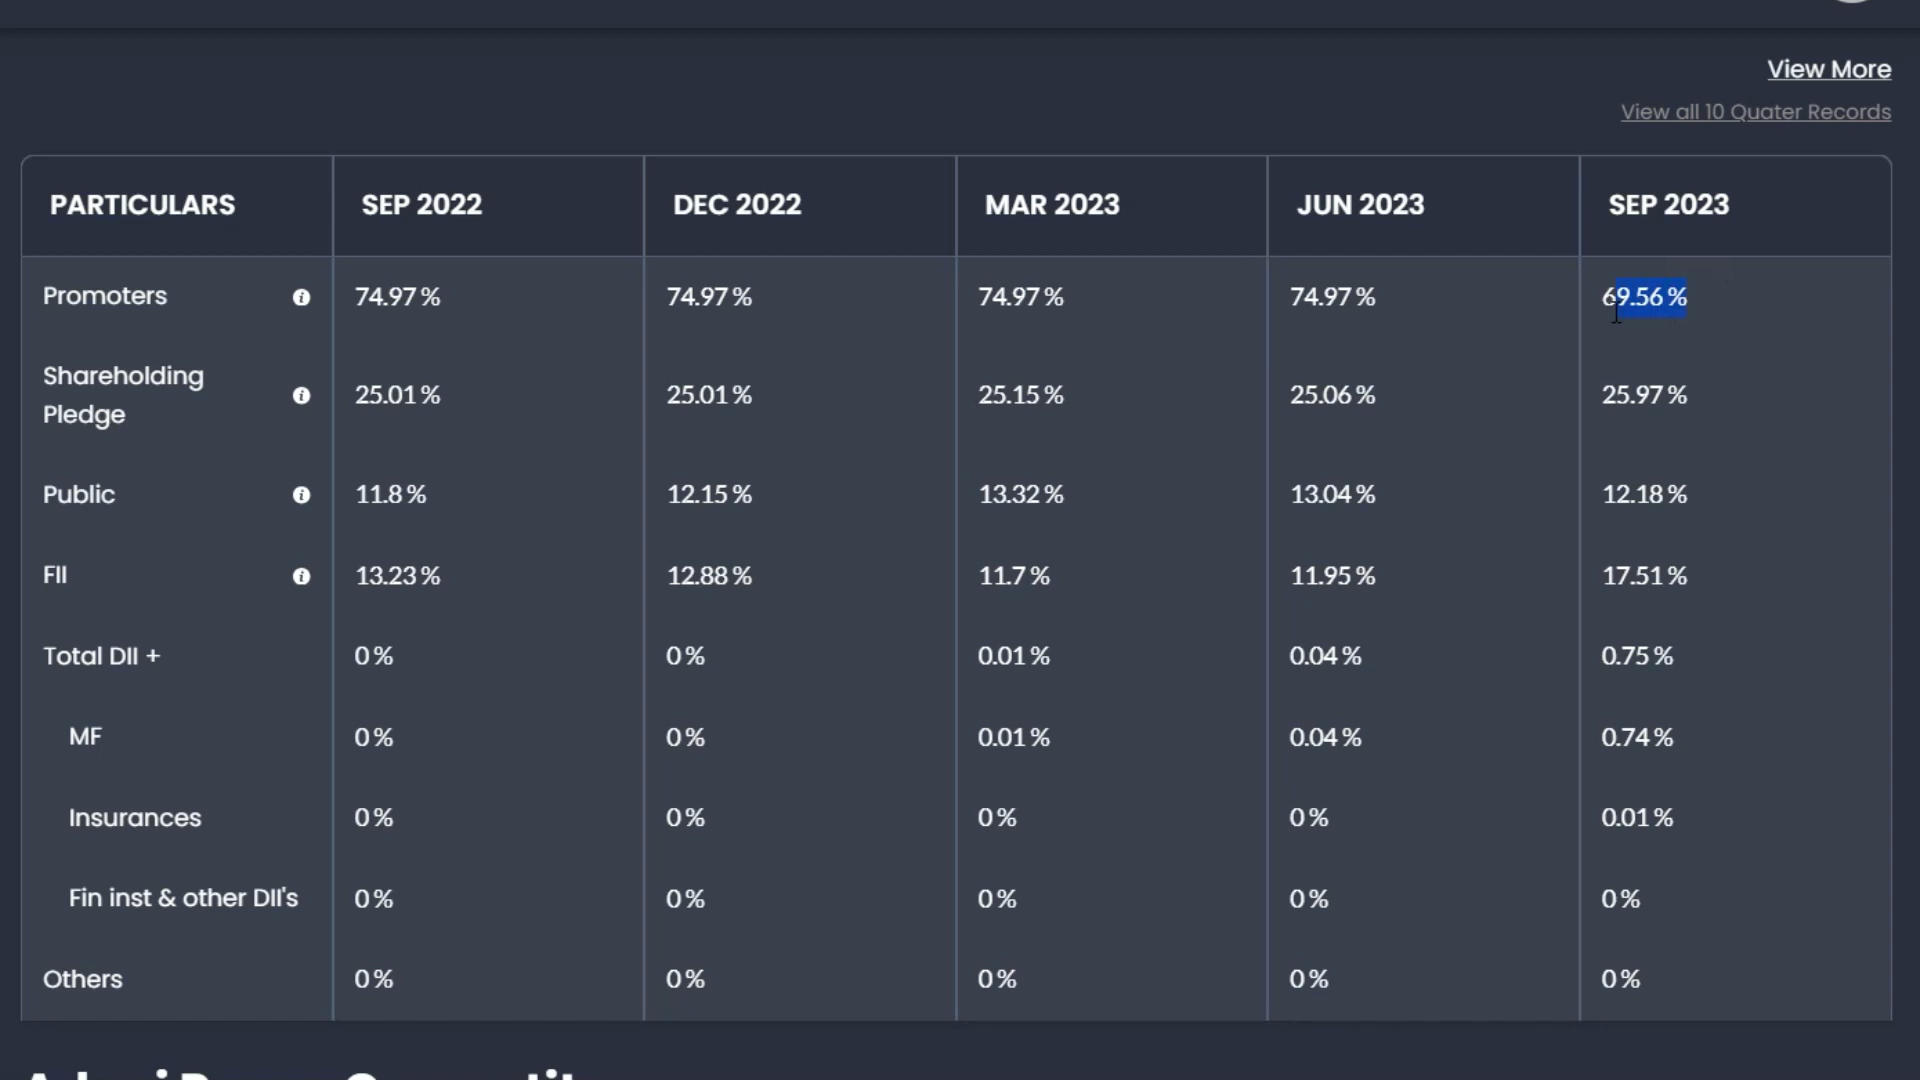 View More
View all 10 Quater Records
PARTICULARS SEP 2022 DEC 2022 MAR 2023 JUN 2023 SEP 2023
Promoters 74.97 % 74.97 % 74.97 % 74.97 % 69.56 %
Shareholding
Pledge 25.01 % 25.01 % 25.15 % 25.06 % 25.97 %
Public 11.8 % 12.15 % 13.32 % 13.04 % 12.18 %
FII 13.23 % 12.88 % 11.7 % 11.95 % 17.51 %
Total DII + 0 % 0 % 0.01 % 0.04 % 0.75 %
MF 0 % 0 % 0.01 % 0.04 % 0.74 %
Insurances 0 % 0 % 0 % 0 % 0.01 %
Fin inst & other DII's 0 % 0 % 0 % 0 % 0 %
Others 0 % 0 % 0 % 0 % 0 %